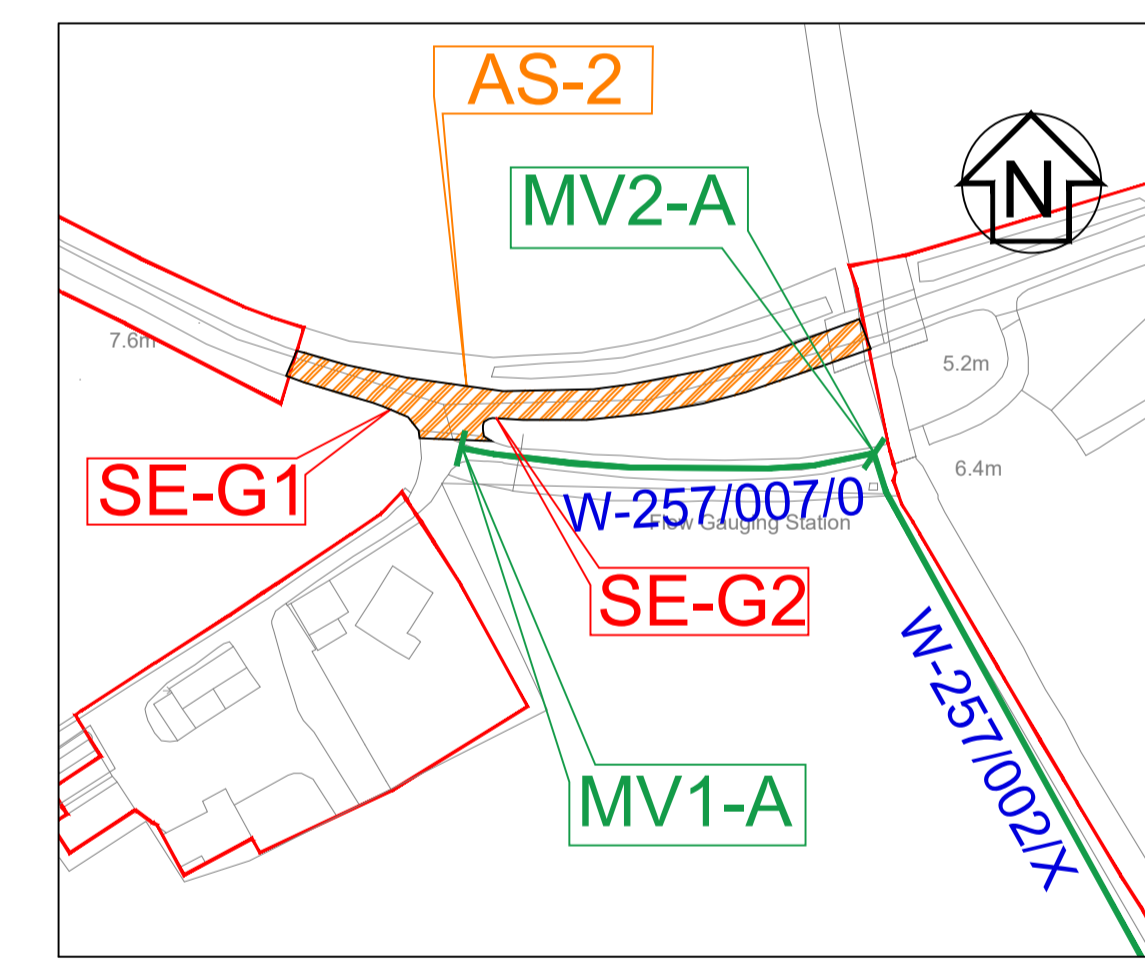 AS-2
MV2-A
N
7.6m
5.2m
SE-G1
6.4m
W-257/007/0
Flow Gauging Station
SE-G2
W-257/002/X
MV1-A